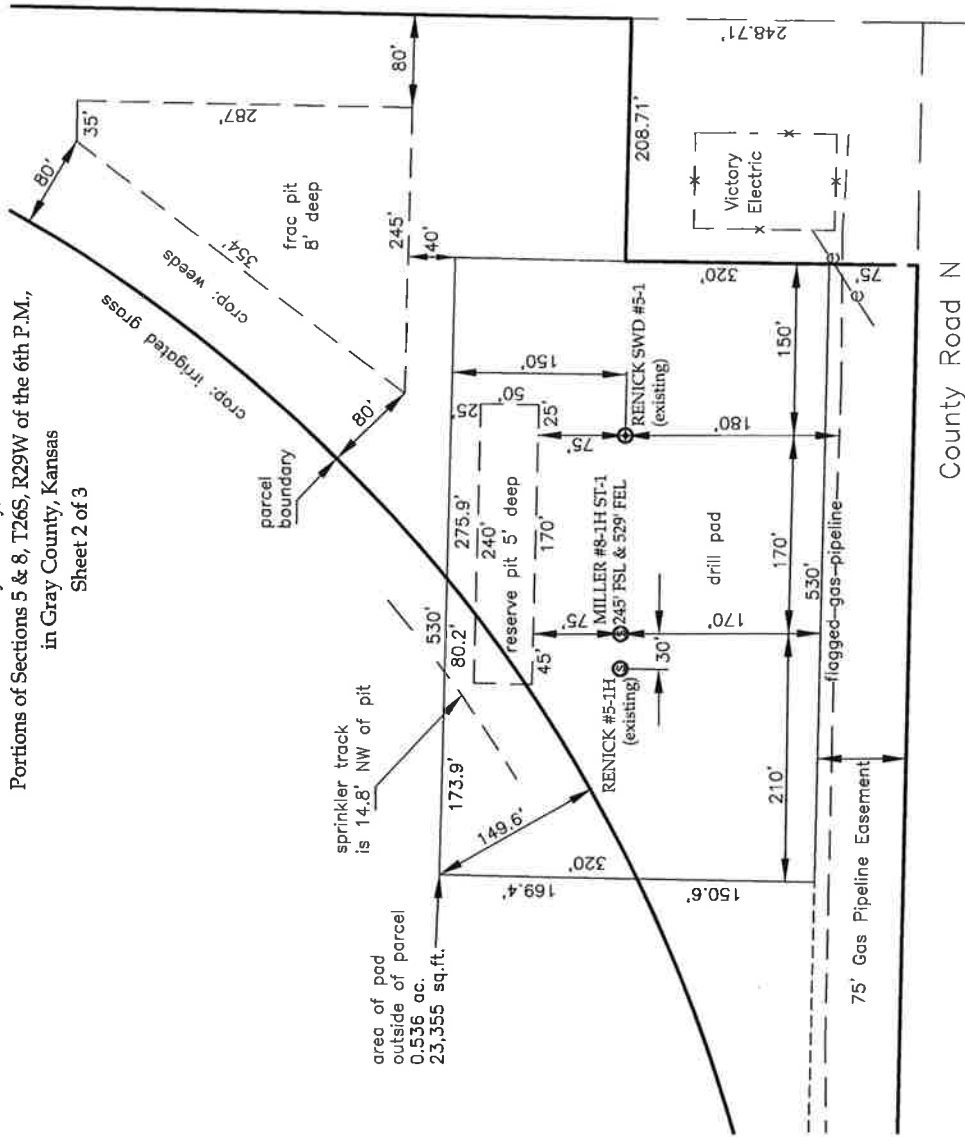 Portions of Sections 5 & 8, T26S, R29W of the 6th P.M.,
in Gray County, Kansas
Sheet 2 of 3
80'
35'
287'
80'
354'
crop: weeds
crop: irrigated grass
frac pit
8' deep
245'
40'
80'
parcel
boundary
248.71'
208.71'
Victory
Electric
320'
75'
e
e
sprinkler track
is 14.8' NW of pit
530'
275.9'
80.2'
173.9'
240'
reserve pit 5' deep
50'
25'
25'
170'
45'
150'
75'
75'
RENICK SWD #5-1
(existing)
MILLER #8-1H ST-1
245' FSL & 529' FEL
RENICK #5-1H
(existing)
30'
180'
170'
150'
170'
210'
drill pad
530'
149.6'
320'
169.4'
150.6'
area of pad
outside of parcel
0.536 ac.
23,355 sq.ft.
flagged gas pipeline
75' Gas Pipeline Easement
County Road N